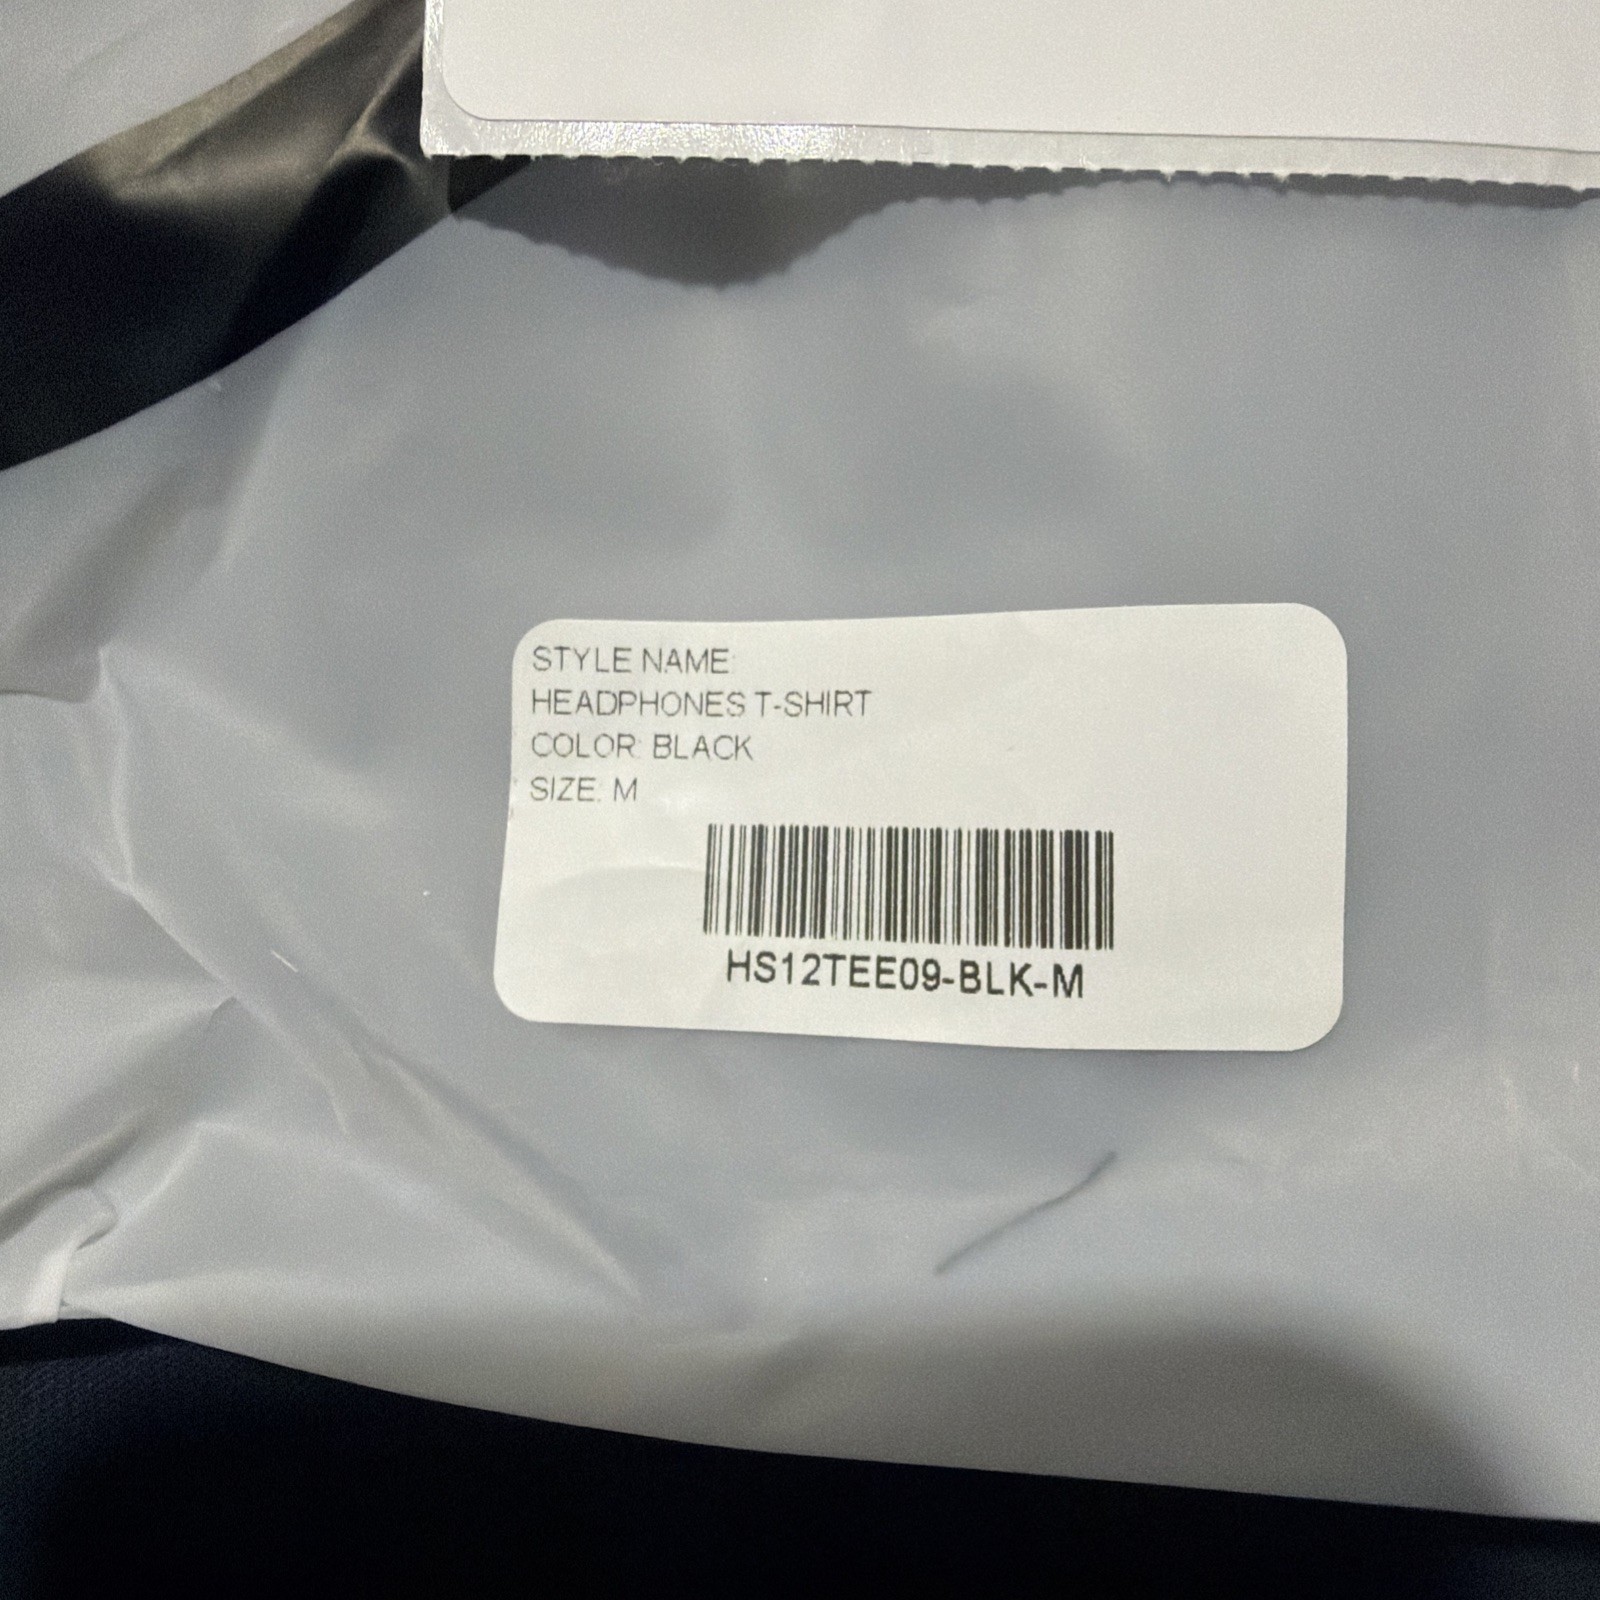 STYLE NAME:
HEADPHONES T-SHIRT
COLOR: BLACK
SIZE: M
HS12TEE09-BLK-M